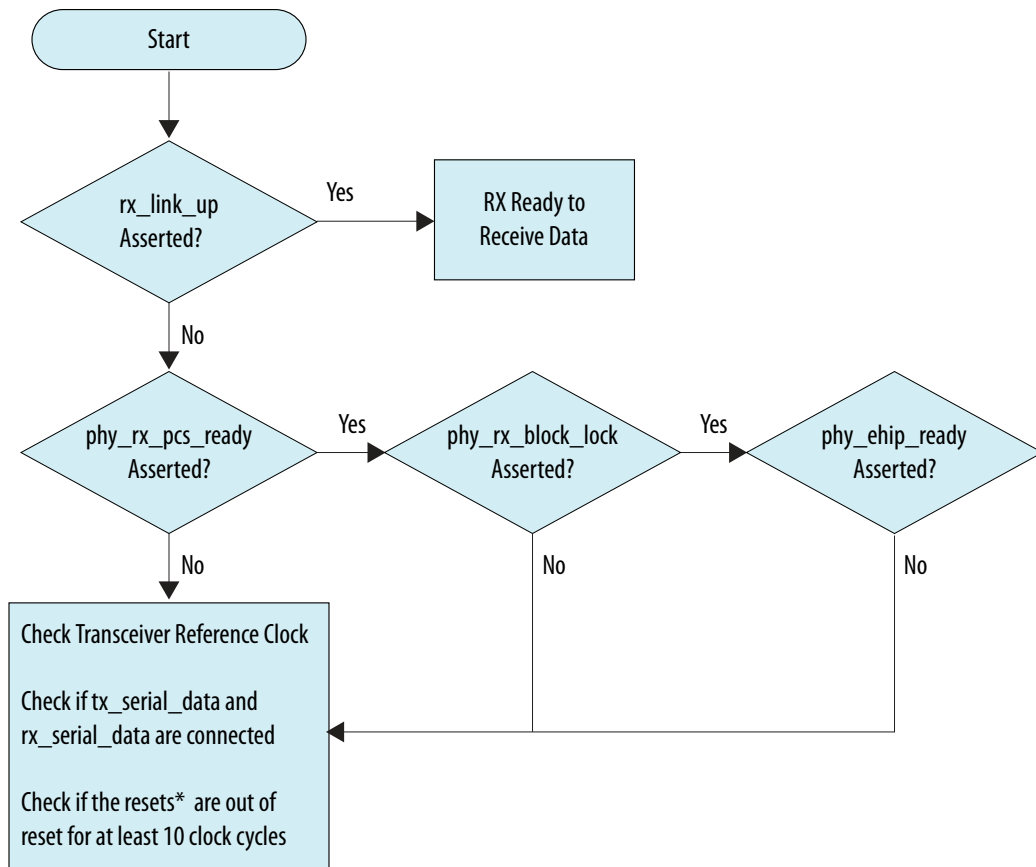 Start
rx_link_up
Asserted?
Yes
RX Ready to
Receive Data
No
phy_rx_pcs_ready
Asserted?
Yes
phy_rx_block_lock
Asserted?
Yes
phy_ehip_ready
Asserted?
No
No
No
Check Transceiver Reference Clock
Check if tx_serial_data and
rx_serial_data are connected
Check if the resets* are out of
reset for at least 10 clock cycles